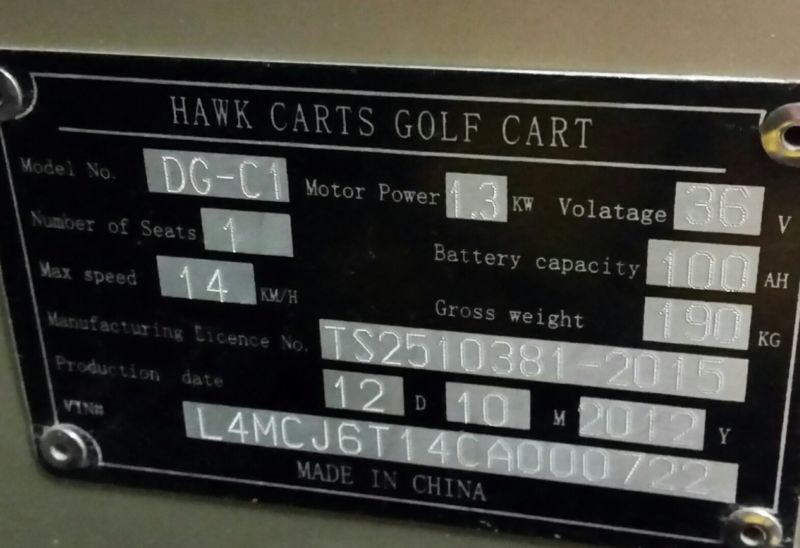 HAWK CARTS GOLF CART
Model No. DG-C1 Motor Power 1.3 KW Volatage 36 V
Number of Seats 1 Battery capacity 100 AH
Max speed 14 KM/H Gross weight 190 KG
Manufacturing Licence No. TS2510381-2015
Production date 12 D 10 M 2012 Y
VIN# L4MCJ6T14CA000722
MADE IN CHINA